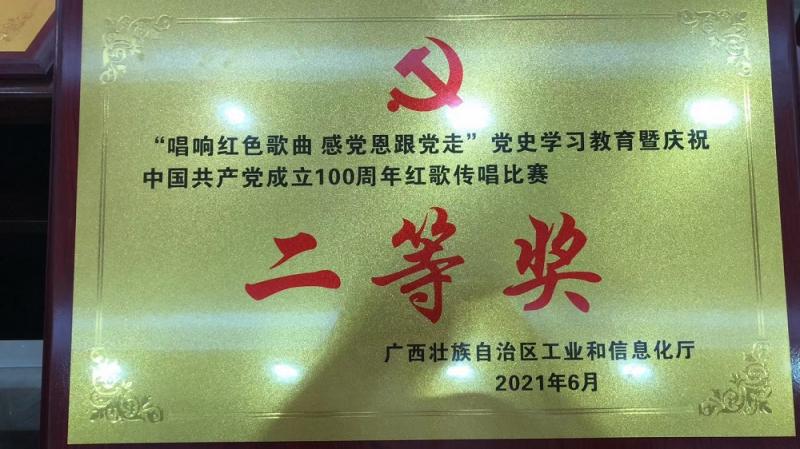 “唱响红色歌曲 感党恩跟党走”党史学习教育暨庆祝
中国共产党成立100周年红歌传唱比赛
二等奖
广西壮族自治区工业和信息化厅
2021年6月